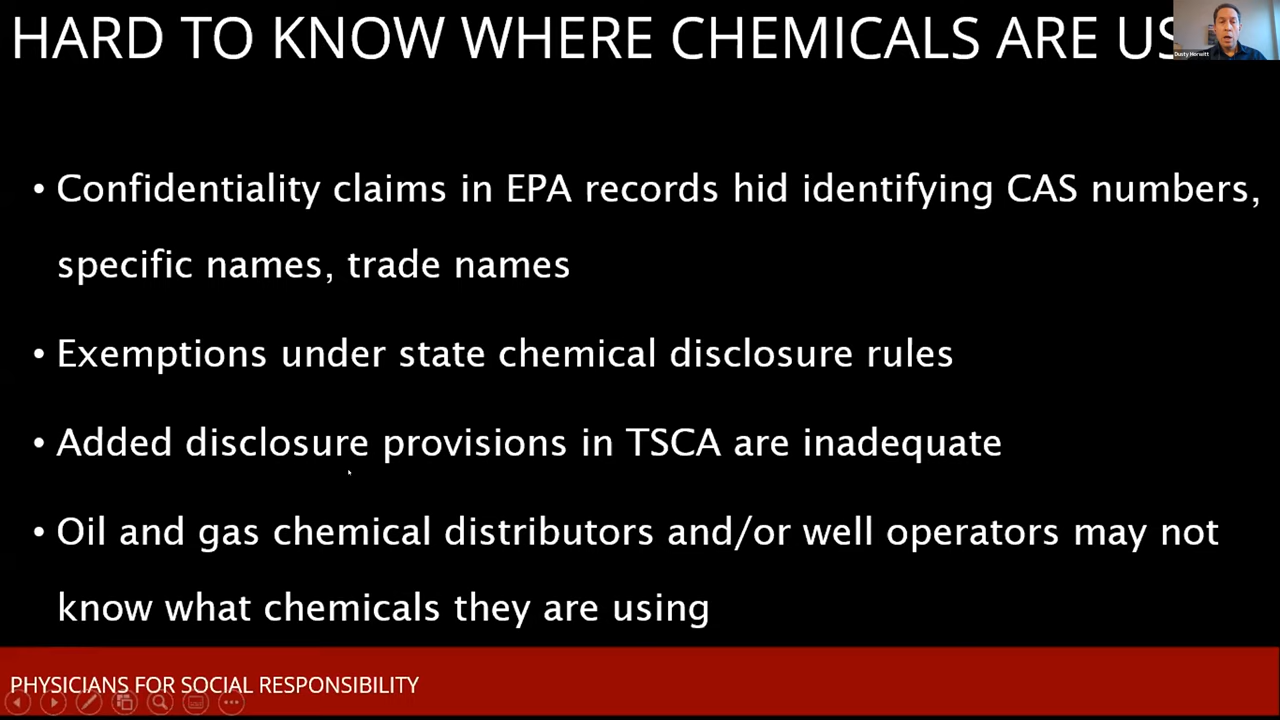 HARD TO KNOW WHERE CHEMICALS ARE US
Dusty Horwitt
• Confidentiality claims in EPA records hid identifying CAS numbers,
specific names, trade names
• Exemptions under state chemical disclosure rules
• Added disclosure provisions in TSCA are inadequate
• Oil and gas chemical distributors and/or well operators may not
know what chemicals they are using
PHYSICIANS FOR SOCIAL RESPONSIBILITY